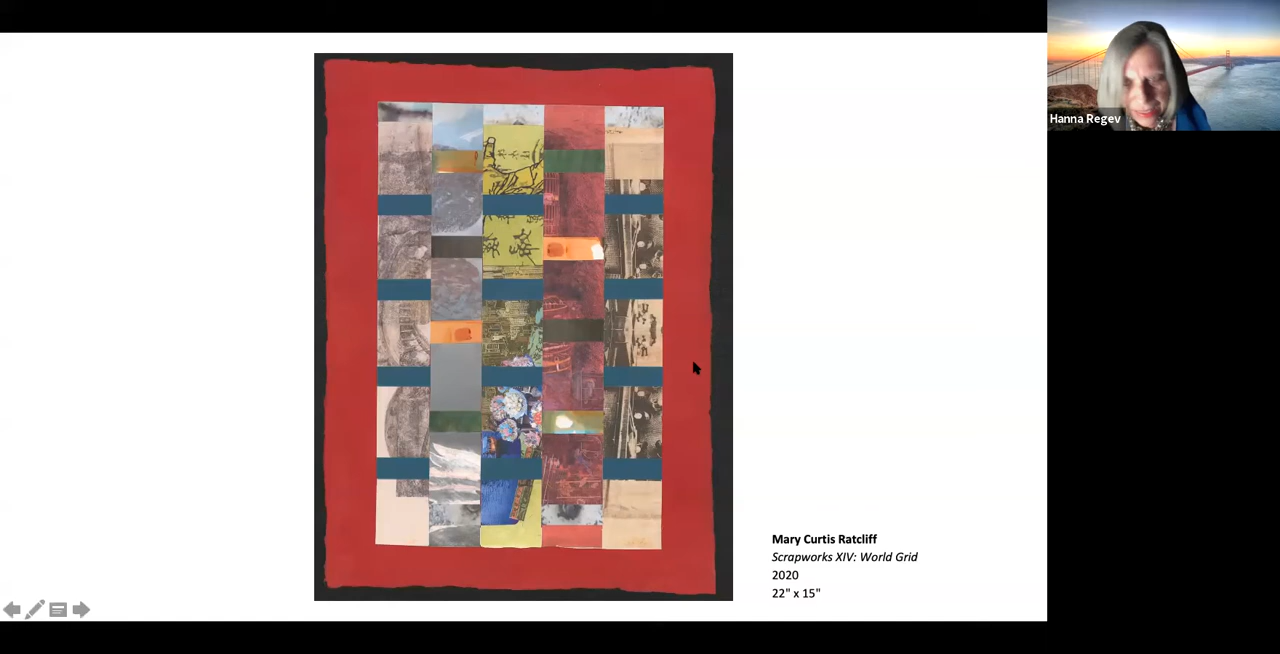 Hanna Regev
Mary Curtis Ratcliff
Scrapworks XIV: World Grid
2020
22" x 15"